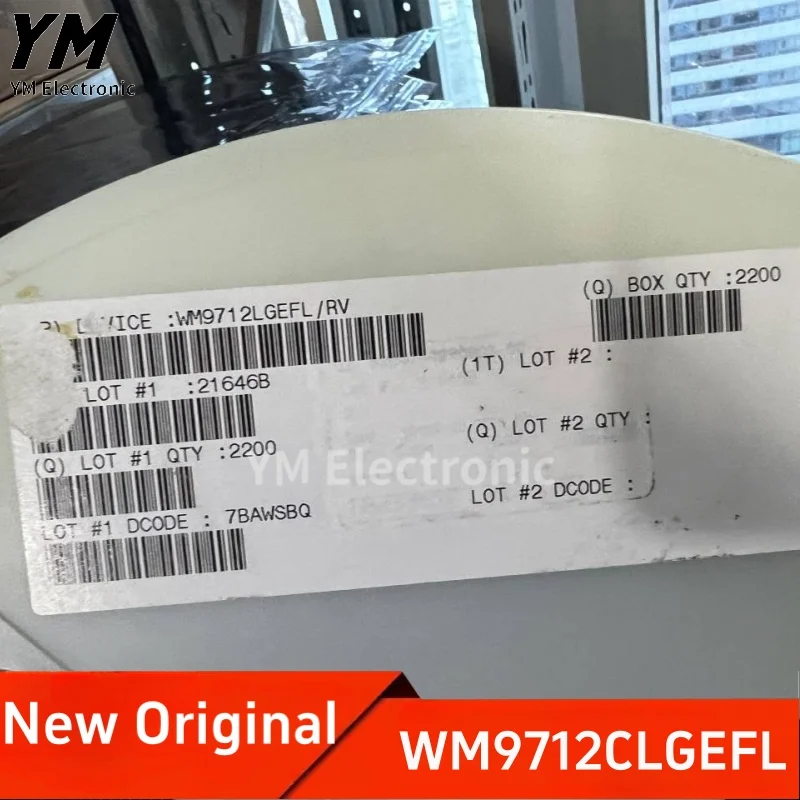 YM
YM Electronic
DEVICE :WM9712LGEFL/RV
(Q) BOX QTY :2200
LOT #1 :21646B
(1T) LOT #2 :
(Q) LOT #1 QTY :2200
(Q) LOT #2 QTY :
YM Electronic
LOT #1 DCODE : 7BAWSBQ
LOT #2 DCODE :
New Original
WM9712CLGEFL